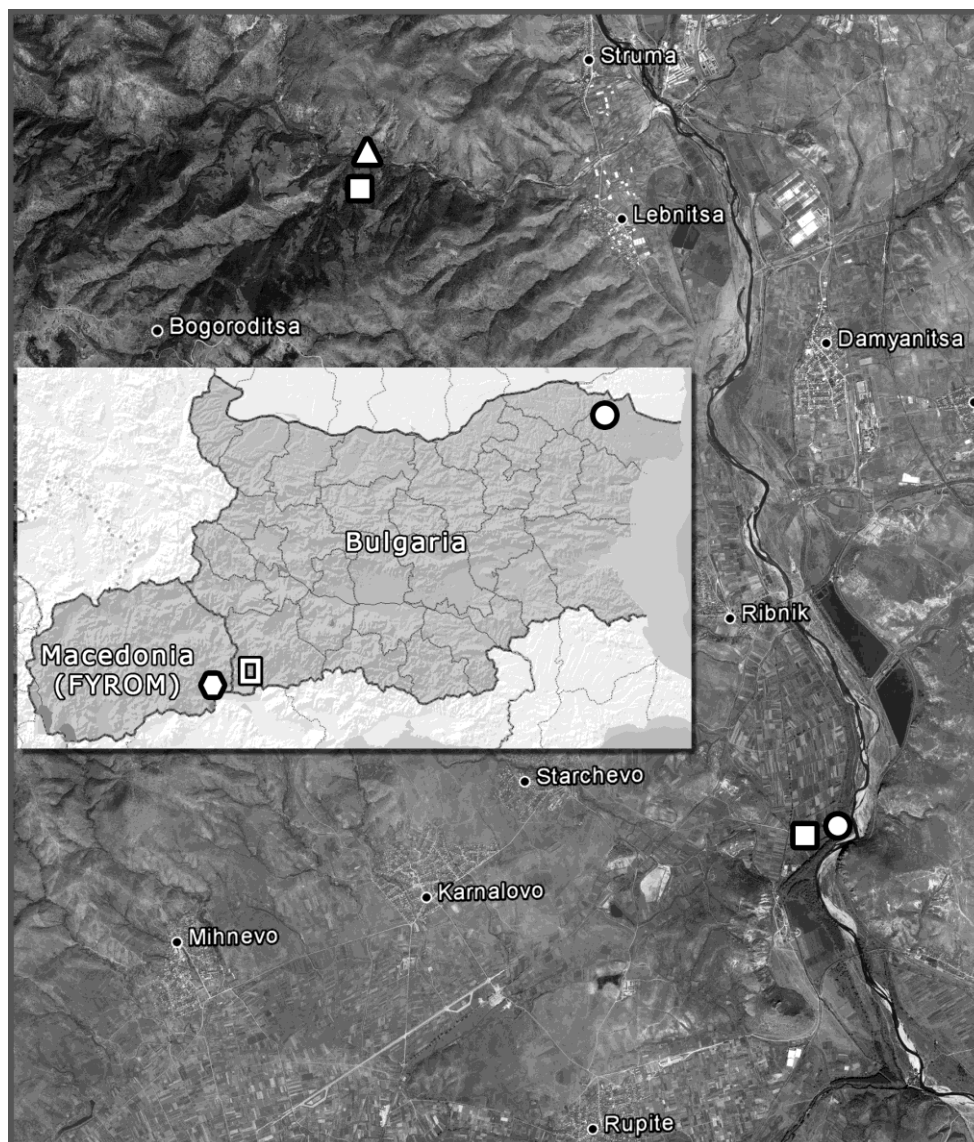 Struma
Lebnitsa
Bogoroditsa
Damyanitsa
Bulgaria
Ribnik
Macedonia
(FYROM)
Starchevo
Karnalovo
Mihnevo
Rupite